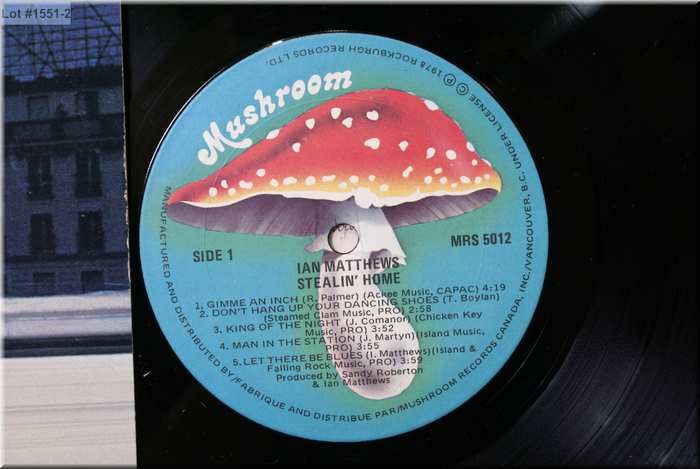 Lot #1551-2
Mushroom
SIDE 1
MRS 5012
IAN MATTHEWS
STEALIN' HOME
1. GIMME AN INCH (R. Palmer) (Ackee Music, CAPAC) 4:19
2. DON'T HANG UP YOUR DANCING SHOES (T. Boylan)
(Steamed Clam Music, PRO) 2:58
3. KING OF THE NIGHT (J. Comanor) (Chicken Key
Music, PRO) 3:52
4. MAN IN THE STATION (J. Martyn) (Island Music,
PRO) 3:55
5. LET THERE BE BLUES (I. Matthews) (Island &
Falling Rock Music, PRO) 3:59
Produced by Sandy Roberton
& Ian Matthews
MANUFACTURED AND DISTRIBUTED BY/FABRIQUE AND DISTRIBUE PAR/MUSHROOM RECORDS CANADA, INC./VANCOUVER, B.C. UNDER LICENSE © ℗ 1978 ROCKBURGH RECORDS LTD.